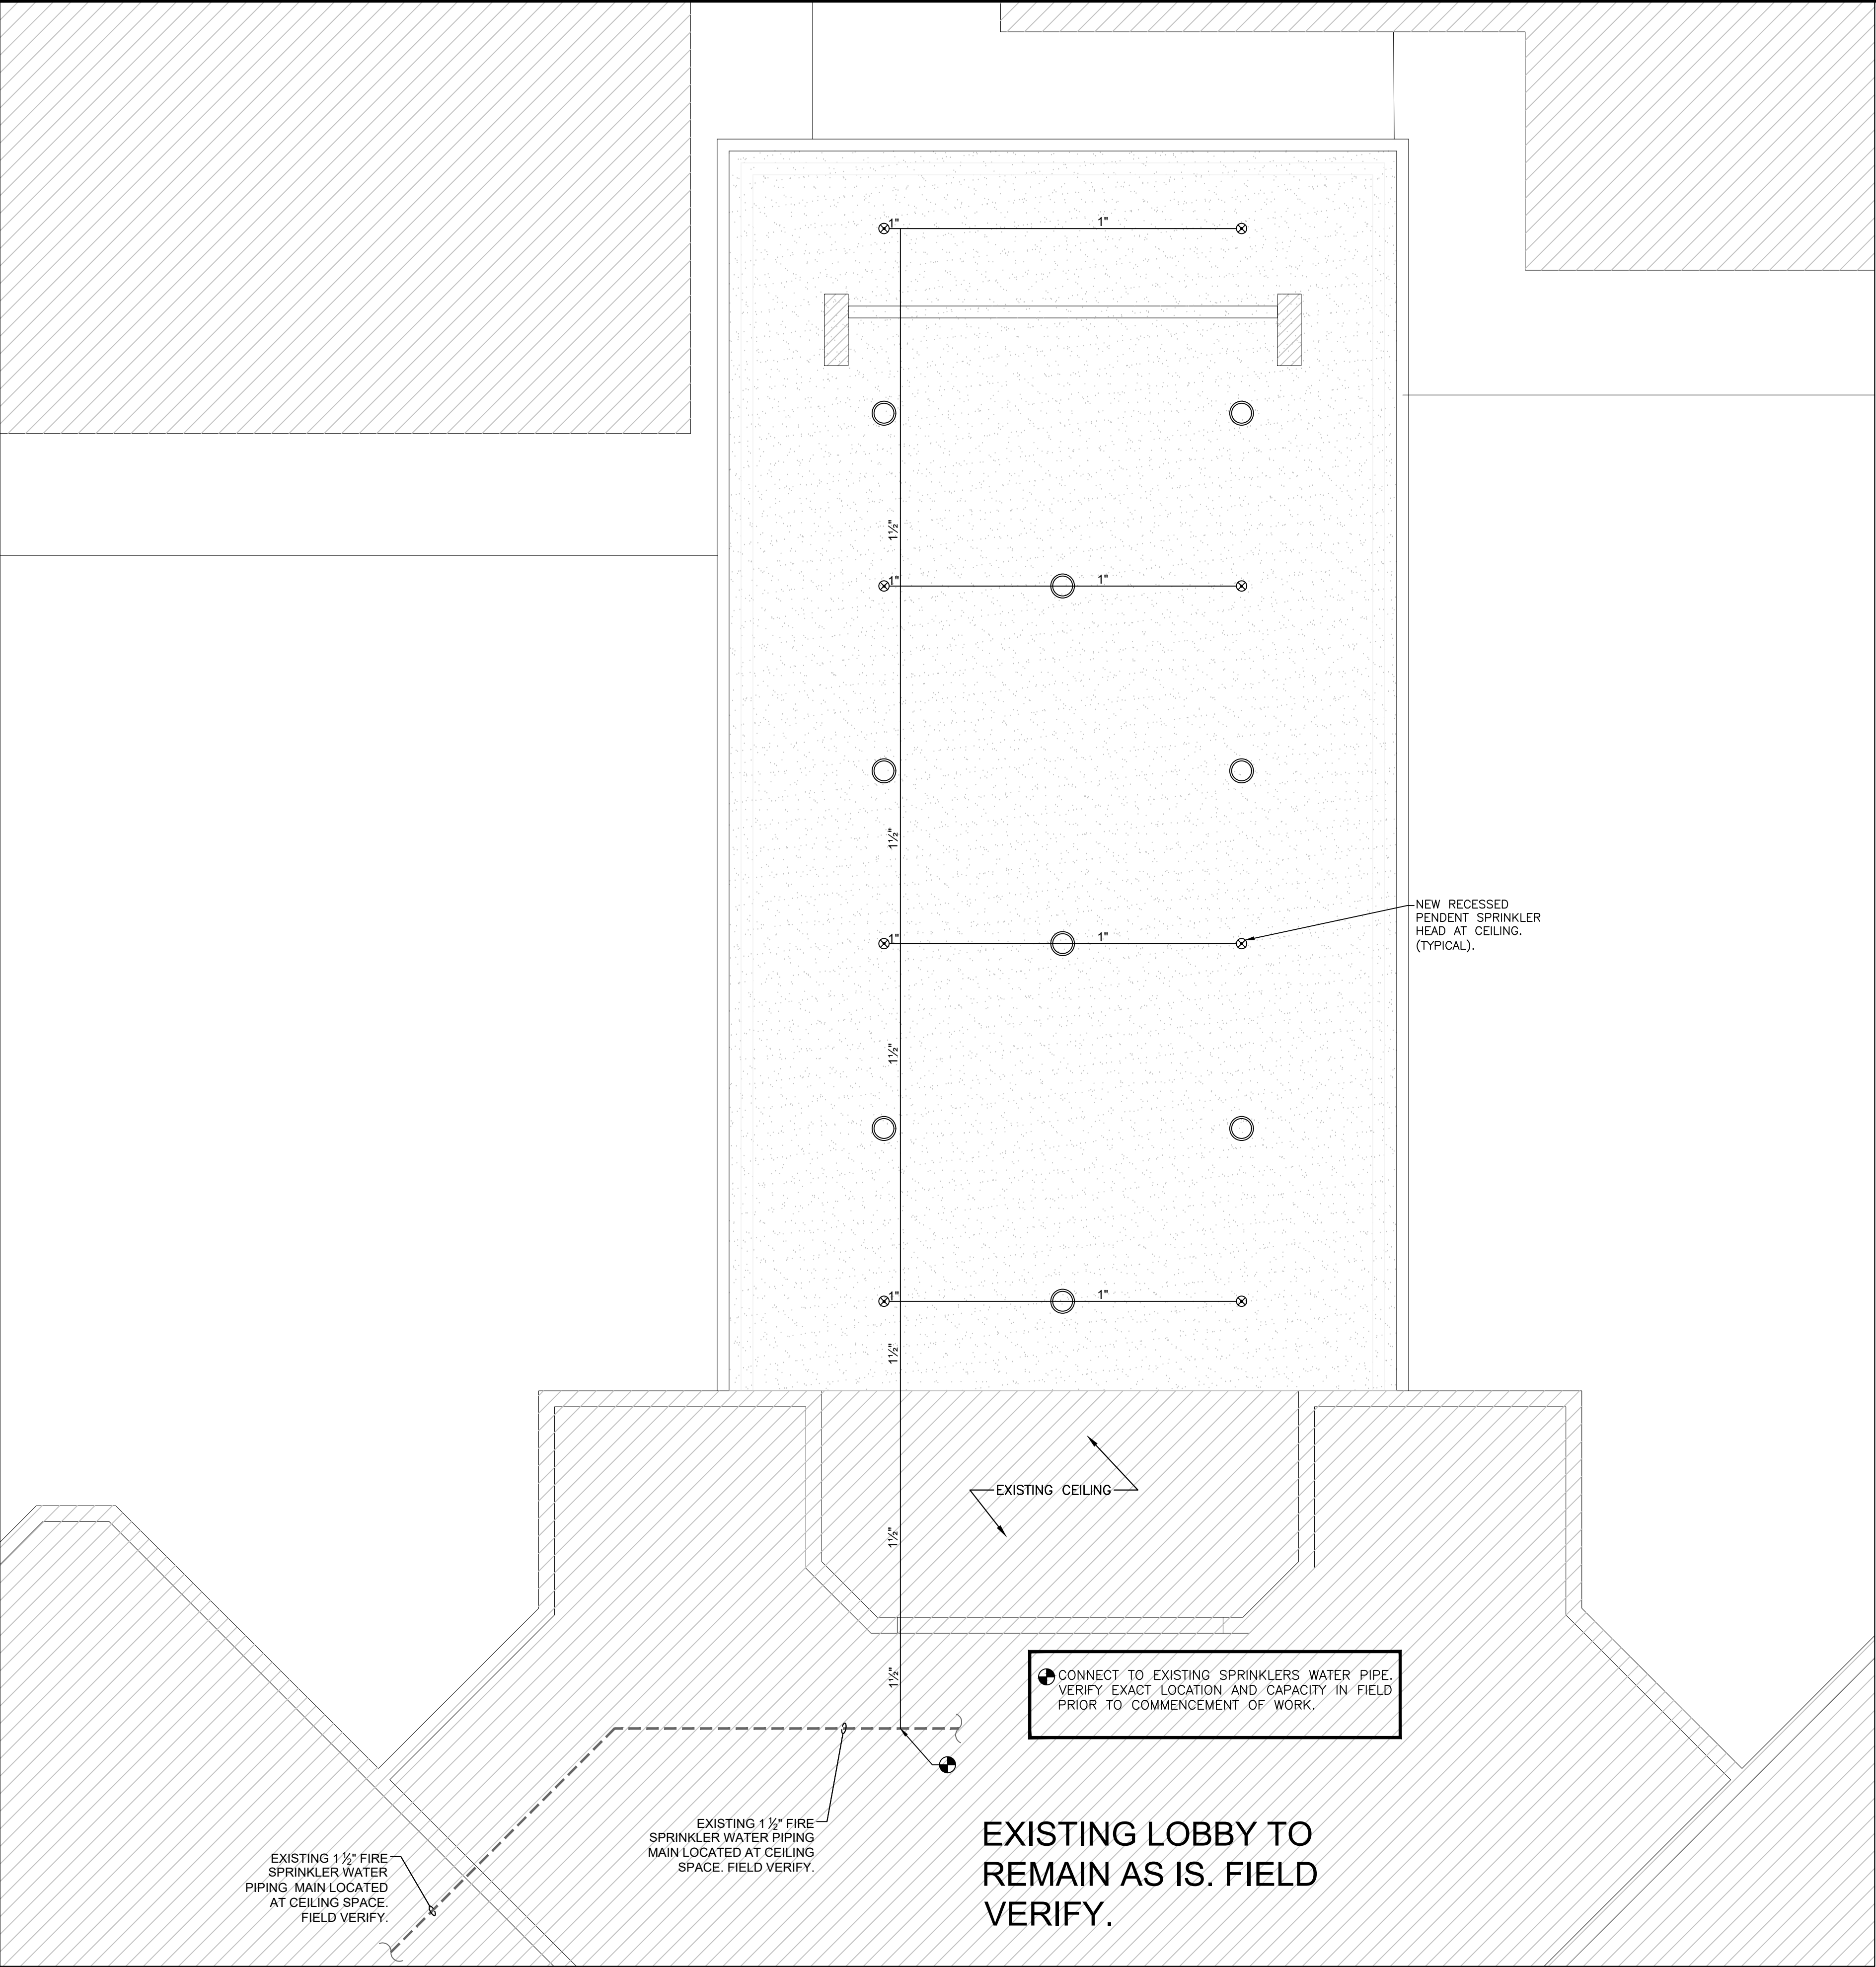 1"
1"
1½"
1"
1"
1½"
NEW RECESSED
PENDENT SPRINKLER
HEAD AT CEILING.
(TYPICAL).
1"
1"
1½"
1"
1"
1½"
EXISTING CEILING
1½"
1½"
CONNECT TO EXISTING SPRINKLERS WATER PIPE.
VERIFY EXACT LOCATION AND CAPACITY IN FIELD
PRIOR TO COMMENCEMENT OF WORK.
EXISTING 1 ½" FIRE
SPRINKLER WATER PIPING
MAIN LOCATED AT CEILING
SPACE. FIELD VERIFY.
EXISTING 1 ½" FIRE
SPRINKLER WATER
PIPING MAIN LOCATED
AT CEILING SPACE.
FIELD VERIFY.
EXISTING LOBBY TO
REMAIN AS IS. FIELD
VERIFY.